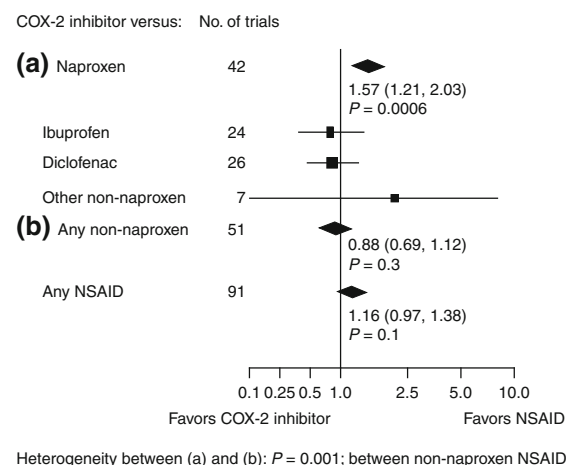 COX-2 inhibitor versus: No. of trials
(a) Naproxen 42
1.57 (1.21, 2.03)
P = 0.0006
Ibuprofen 24
Diclofenac 26
Other non-naproxen 7
(b) Any non-naproxen 51
0.88 (0.69, 1.12)
P = 0.3
Any NSAID 91
1.16 (0.97, 1.38)
P = 0.1
0.1 0.25 0.5 1.0 2.5 5.0 10.0
Favors COX-2 inhibitor Favors NSAID
Heterogeneity between (a) and (b): P = 0.001; between non-naproxen NSAID